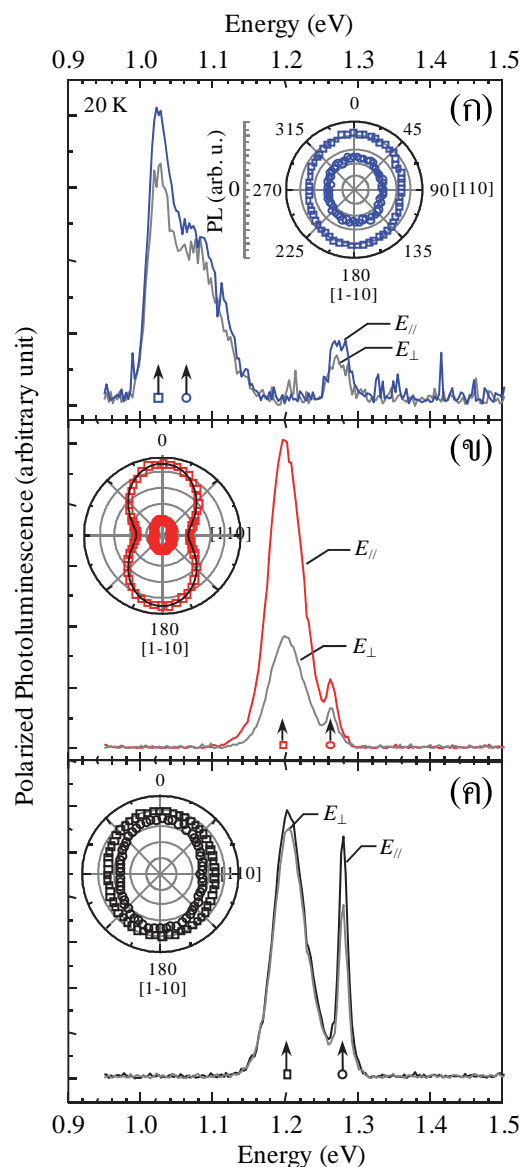 Energy (eV)
0.9 1.0 1.1 1.2 1.3 1.4 1.5
20 K
(ก)
PL (arb. u.)
0
0
45
90 [110]
135
180
[1-10]
225
270
315
E//
E⊥
Polarized Photoluminescence (arbitrary unit)
(ข)
0
[110]
180
[1-10]
E//
E⊥
(ค)
0
[110]
180
[1-10]
E⊥
E//
0.9 1.0 1.1 1.2 1.3 1.4 1.5
Energy (eV)